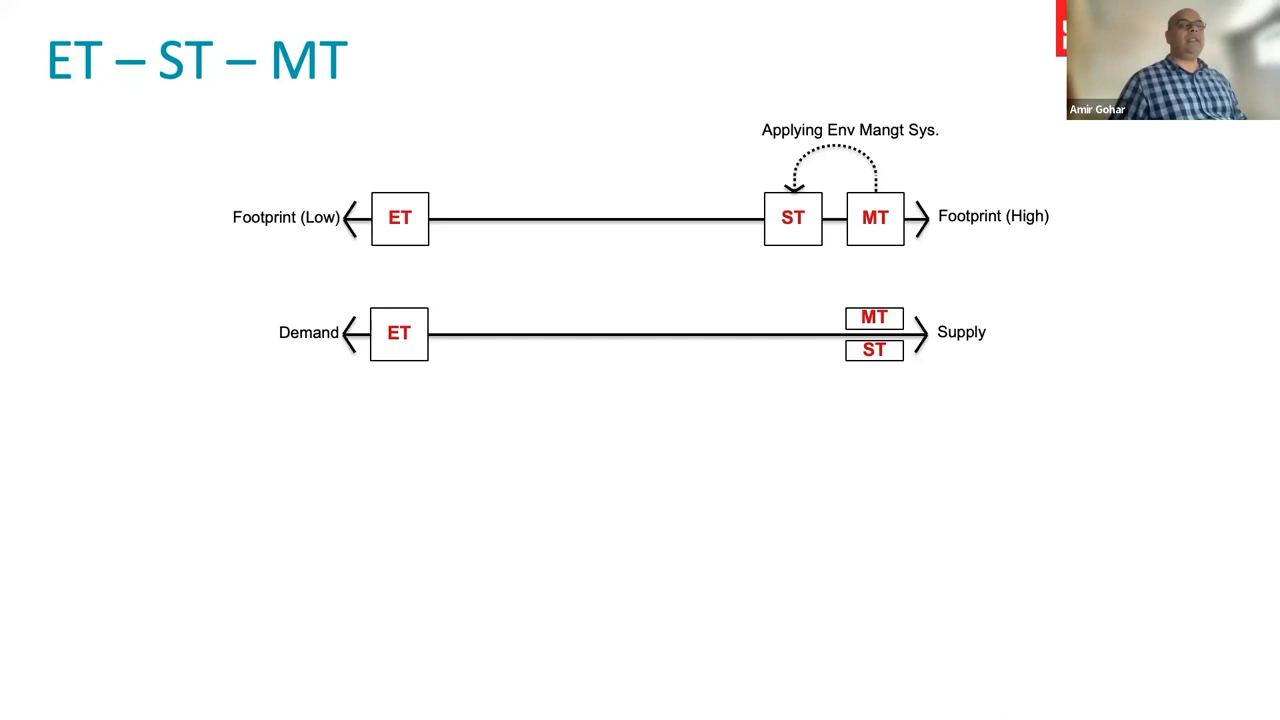 ET – ST – MT
Amir Gohar
Applying Env Mangt Sys.
Footprint (Low)
ET
ST
MT
Footprint (High)
Demand
ET
MT
ST
Supply